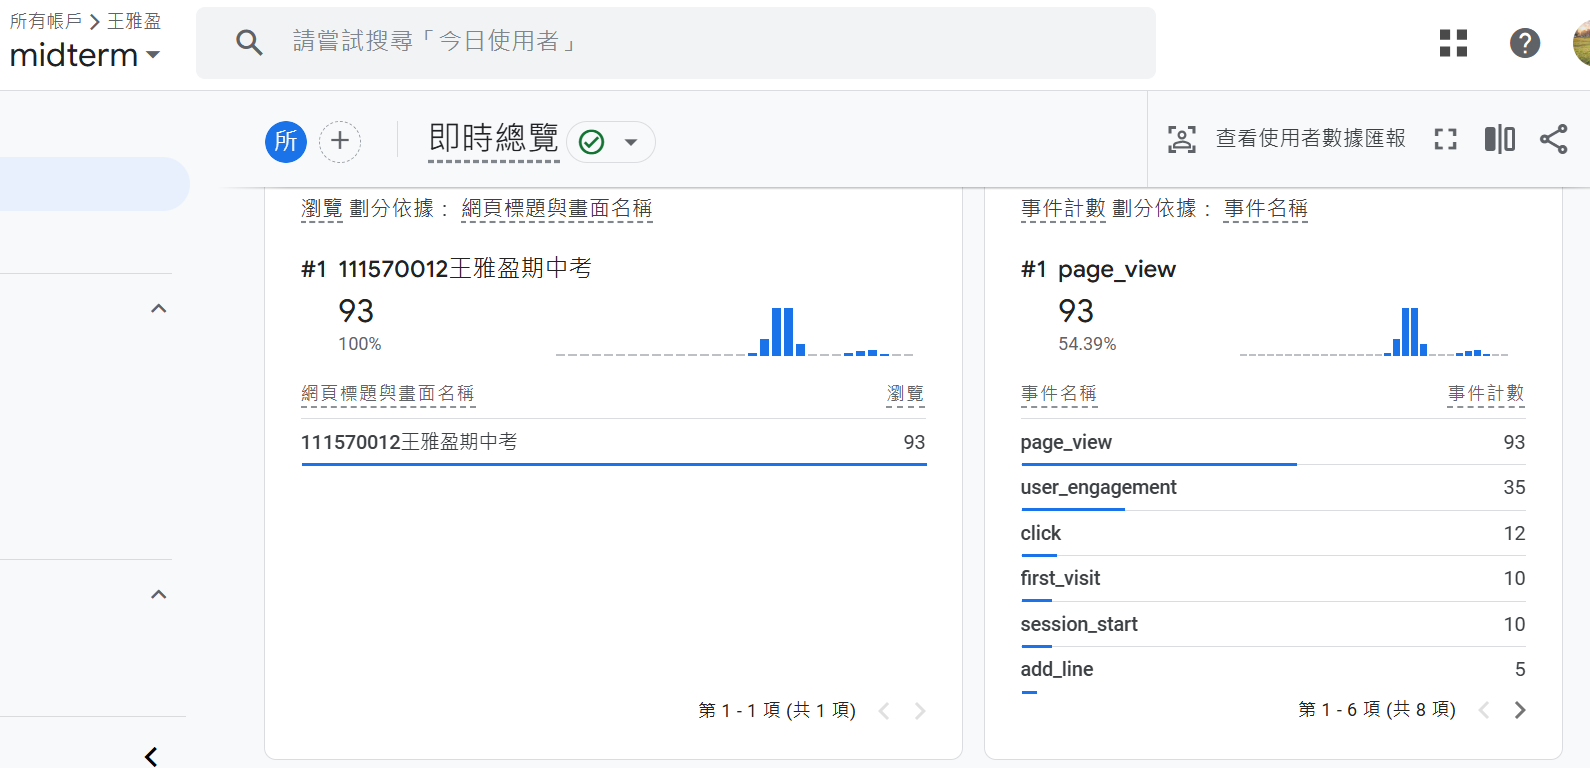 所有帳戶 > 王雅盈
midterm
請嘗試搜尋「今日使用者」
所
即時總覽
查看使用者數據匯報
瀏覽 劃分依據： 網頁標題與畫面名稱
#1 111570012王雅盈期中考
93
100%
網頁標題與畫面名稱 瀏覽
111570012王雅盈期中考 93
第 1 - 1 項 (共 1 項)
事件計數 劃分依據： 事件名稱
#1 page_view
93
54.39%
事件名稱 事件計數
page_view 93
user_engagement 35
click 12
first_visit 10
session_start 10
add_line 5
第 1 - 6 項 (共 8 項)